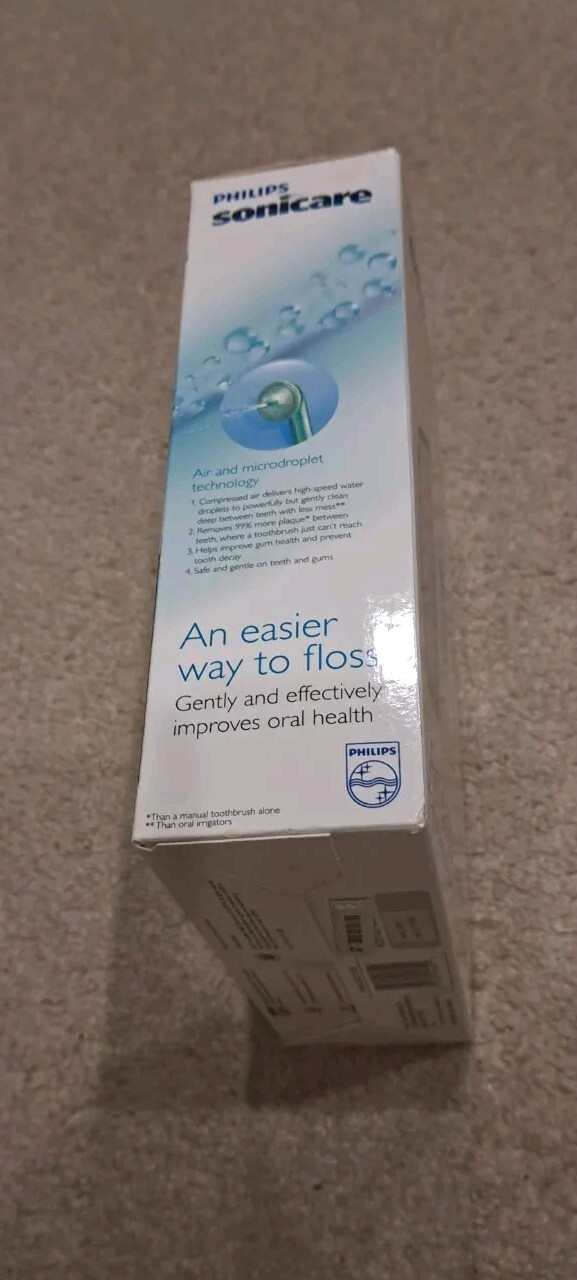 PHILIPS
sonicare
Air and microdroplet
technology
1. Compressed air delivers high-speed water
droplets to powerfully but gently clean
deep between teeth with less mess**
2. Removes 99% more plaque* between
teeth, where a toothbrush just can't reach
3. Helps improve gum health and prevent
tooth decay
4. Safe and gentle on teeth and gums
An easier
way to floss
Gently and effectively
improves oral health
PHILIPS
*Than a manual toothbrush alone
** Than oral irrigators